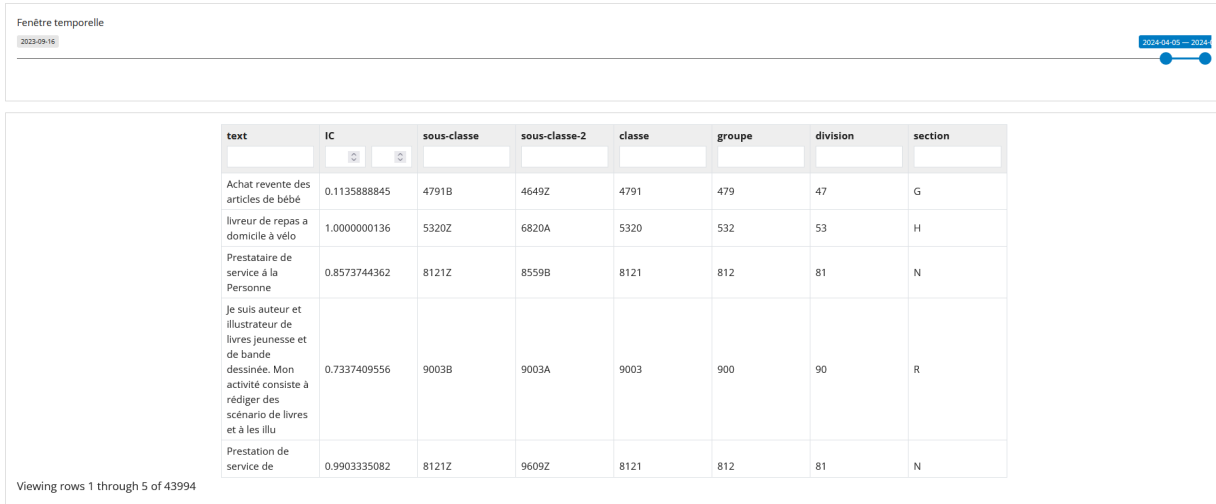 Fenêtre temporelle
2023-09-16
2024-04-05 — 2024-
text IC sous-classe sous-classe-2 classe groupe division section
Achat revente des
articles de bébé
0.1135888845 4791B 4649Z 4791 479 47 G
livreur de repas a
domicile à vélo
1.0000000136 5320Z 6820A 5320 532 53 H
Prestataire de
service á la
Personne
0.8573744362 8121Z 8559B 8121 812 81 N
Je suis auteur et
illustrateur de
livres jeunesse et
de bande
dessinée. Mon
activité consiste à
rédiger des
scénario de livres
et à les illu
0.7337409556 9003B 9003A 9003 900 90 R
Prestation de
service de
0.9903335082 8121Z 9609Z 8121 812 81 N
Viewing rows 1 through 5 of 43994